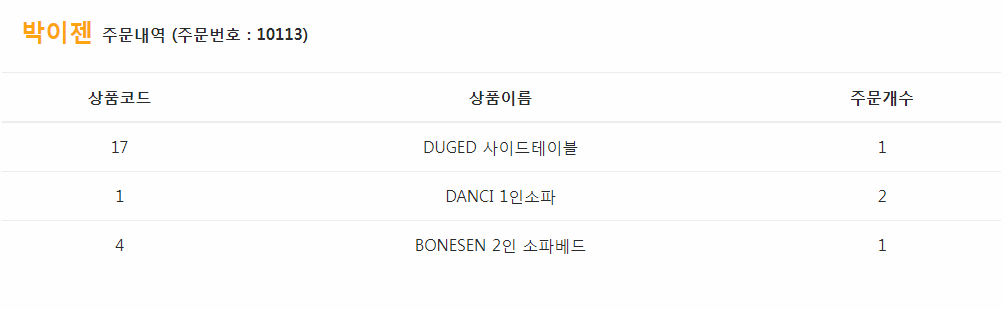 박이젠 주문내역 (주문번호 : 10113)
상품코드 상품이름 주문개수
17 DUGED 사이드테이블 1
1 DANCI 1인소파 2
4 BONESEN 2인 소파베드 1